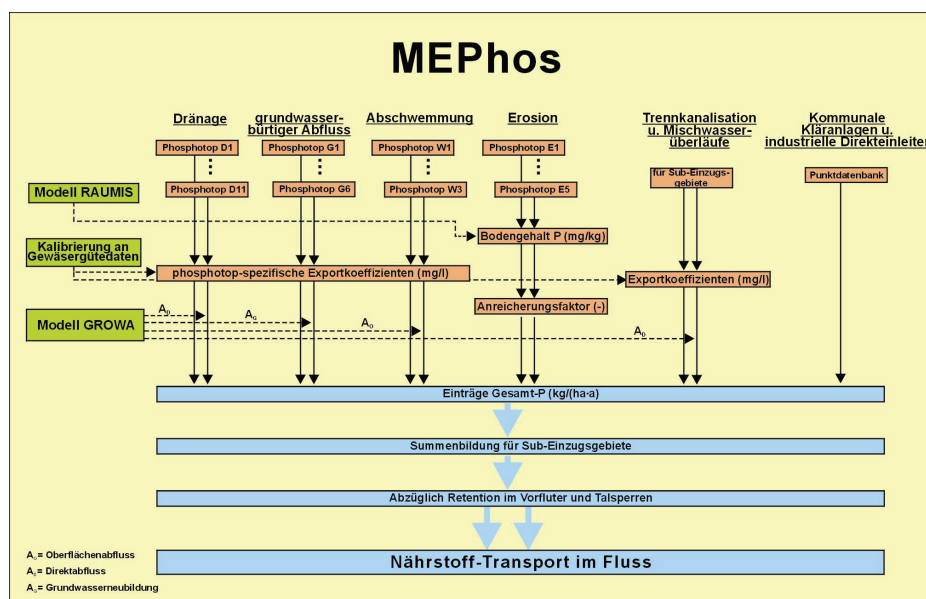 MEPhos
Dränage
grundwasser-
bürtiger Abfluss
Abschwemmung
Erosion
Trennkanalisation
u. Mischwasser-
überläufe
Kommunale
Kläranlagen u.
industrielle Direkteinleiter
Phosphotop D1
Phosphotop G1
Phosphotop W1
Phosphotop E1
für Sub-Einzugs-
gebiete
Punktdatenbank
Phosphotop D11
Phosphotop G6
Phosphotop W3
Phosphotop E5
Modell RAUMIS
Bodengehalt P (mg/kg)
Kalibrierung an
Gewäsergütedaten
phosphotop-spezifische Exportkoeffizienten (mg/l)
Exportkoeffizienten (mg/l)
Anreicherungsfaktor (-)
Modell GROWA
A
A
A
A
Einträge Gesamt-P (kg/(ha·a)
Summenbildung für Sub-Einzugsgebiete
Abzüglich Retention im Vorfluter und Talsperren
Nährstoff-Transport im Fluss
A = Oberflächenabfluss
A = Direktabfluss
A = Grundwasserneubildung